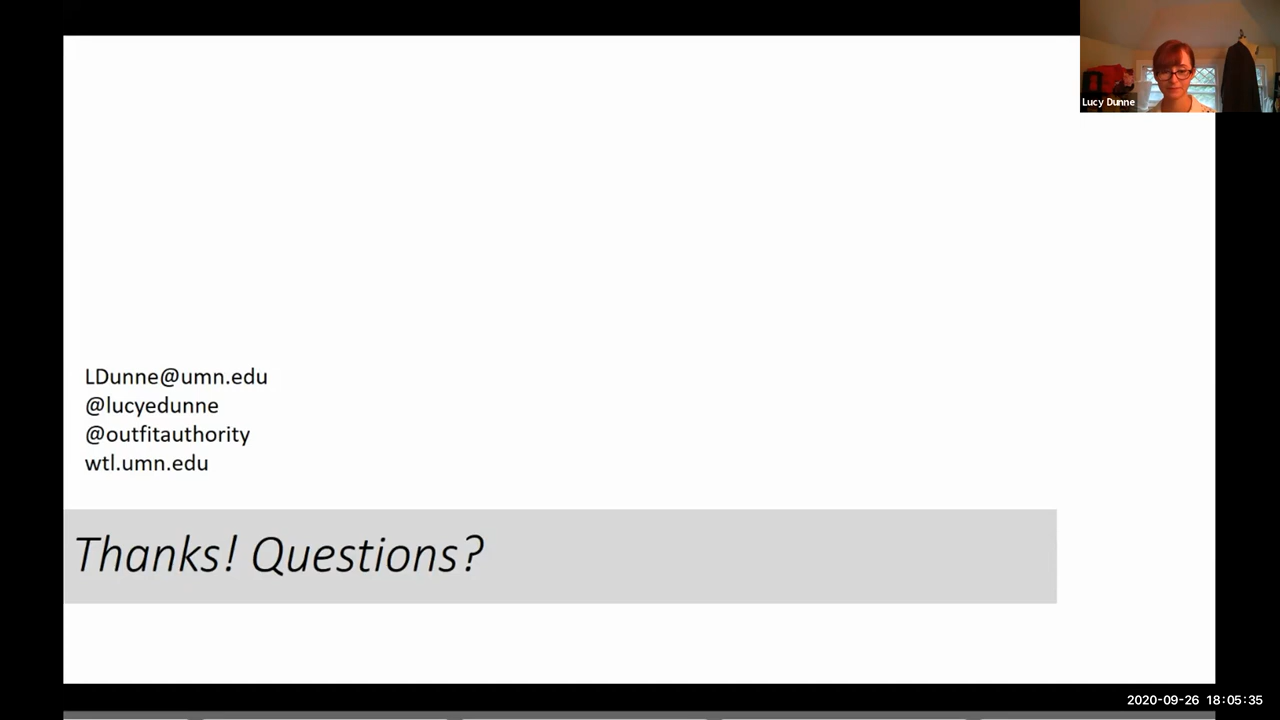 Lucy Dunne
LDunne@umn.edu
@lucyedunne
@outfitauthority
wtl.umn.edu
Thanks! Questions?
2020-09-26 18:05:35